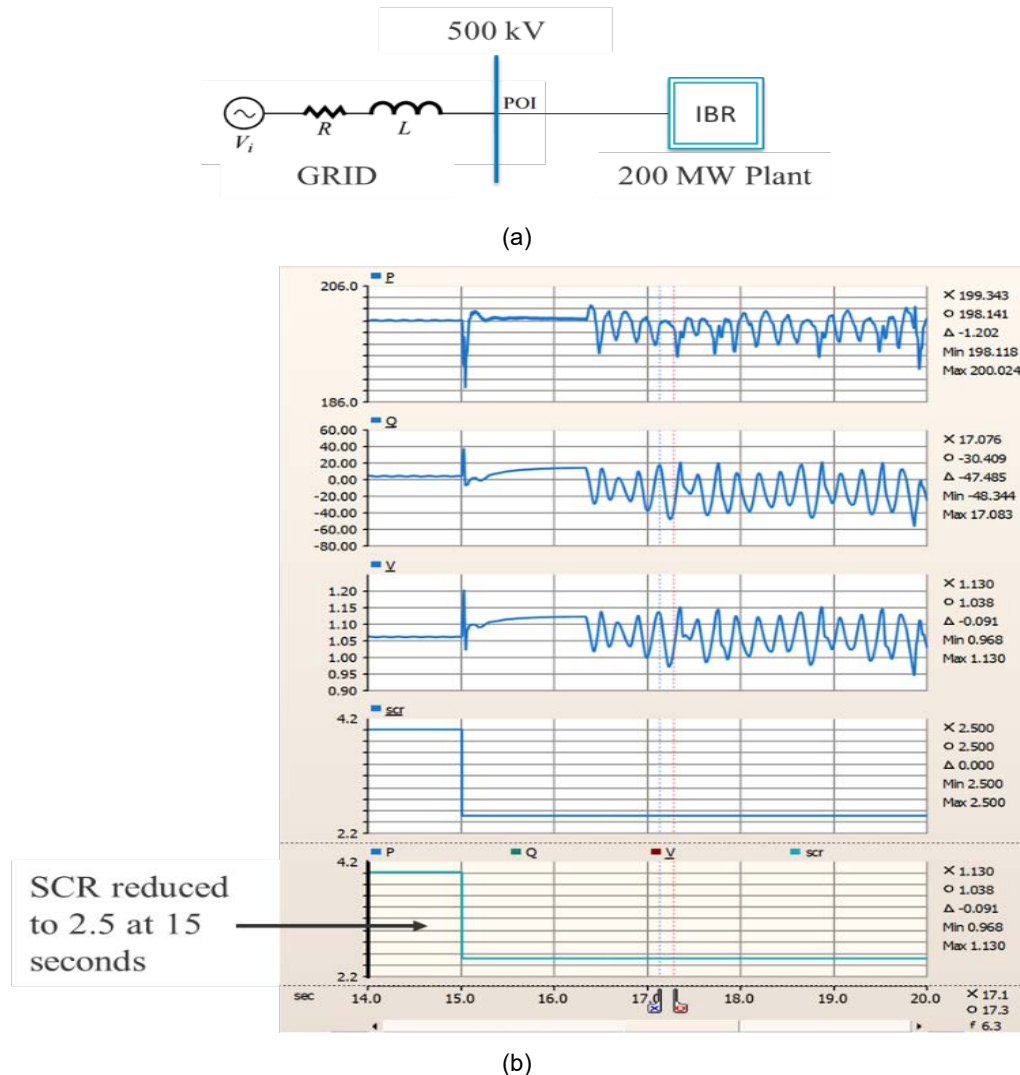 500 kV
POI
IBR
R
L
V i
GRID
200 MW Plant
(a)
P
206.0
186.0
X 199.343
O 198.141
Δ -1.202
Min 198.118
Max 200.024
Q
60.00
40.00
20.00
0.00
-20.00
-40.00
-60.00
-80.00
X 17.076
O -30.409
Δ -47.485
Min -48.344
Max 17.083
V
1.20
1.15
1.10
1.05
1.00
0.95
0.90
X 1.130
O 1.038
Δ -0.091
Min 0.968
Max 1.130
scr
4.2
2.2
X 2.500
O 2.500
Δ 0.000
Min 2.500
Max 2.500
P Q V scr
4.2
2.2
X 1.130
O 1.038
Δ -0.091
Min 0.968
Max 1.130
SCR reduced
to 2.5 at 15
seconds
sec 14.0 15.0 16.0 17.0 18.0 19.0 20.0
X 17.1
O 17.3
f 6.3
(b)